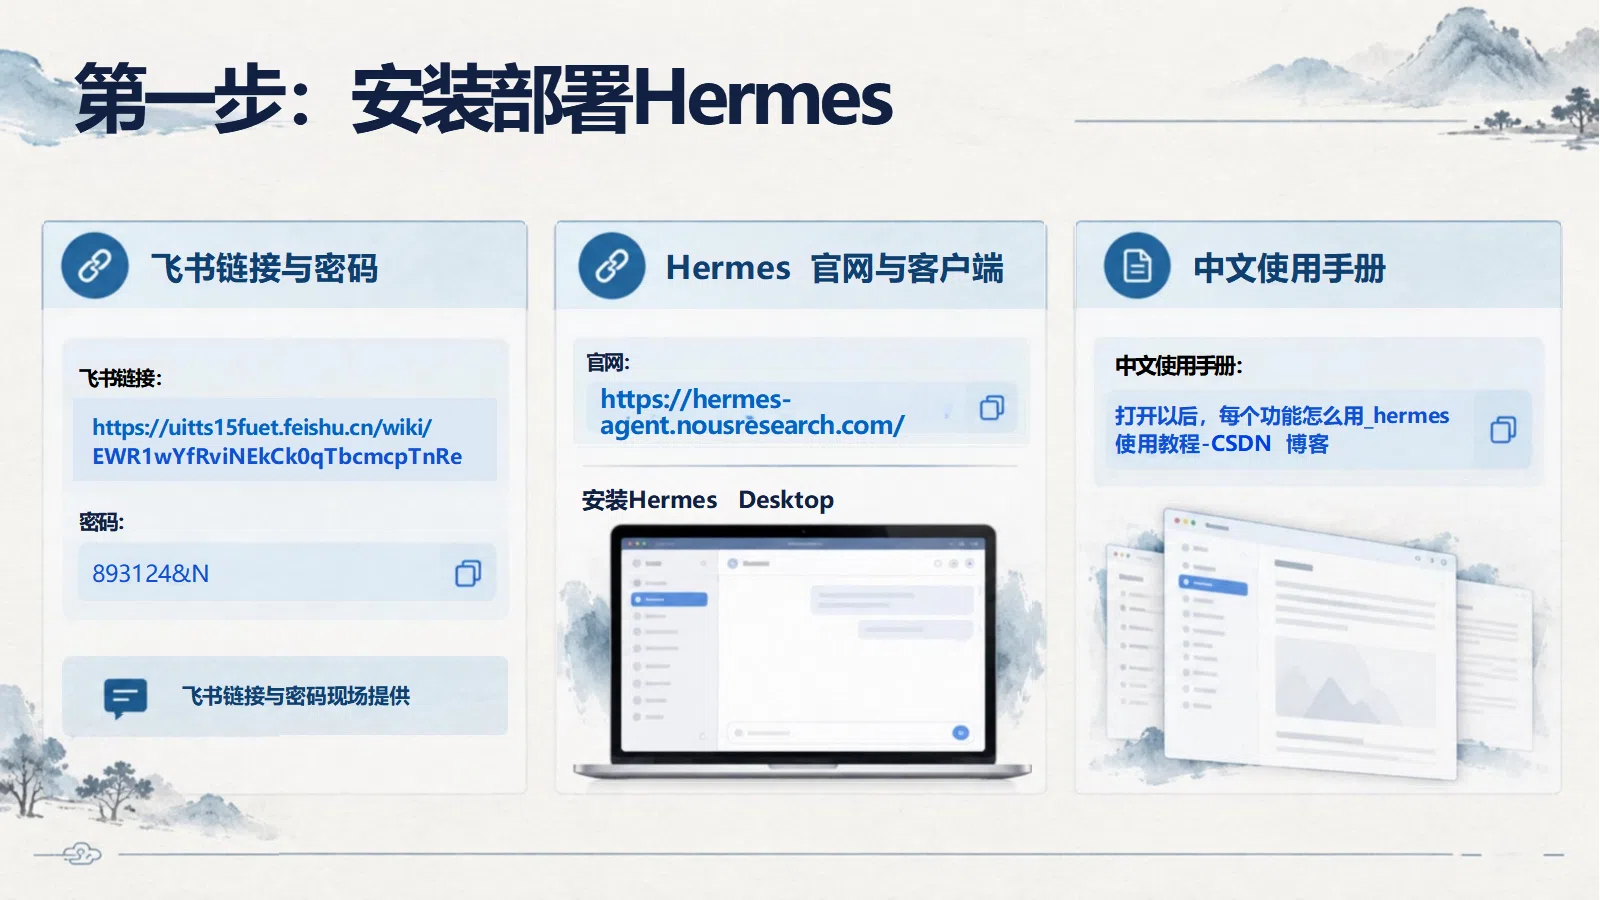 第一步：安装部署Hermes
飞书链接与密码
飞书链接：
https://uitts15fuet.feishu.cn/wiki/
EWR1wYfRviNEkCk0qTbcmcpTnRe
密码：
893124&N
飞书链接与密码现场提供
Hermes 官网与客户端
官网：
https://hermes-
agent.nousresearch.com/
安装Hermes Desktop
中文使用手册
中文使用手册：
打开以后，每个功能怎么用_hermes
使用教程-CSDN 博客